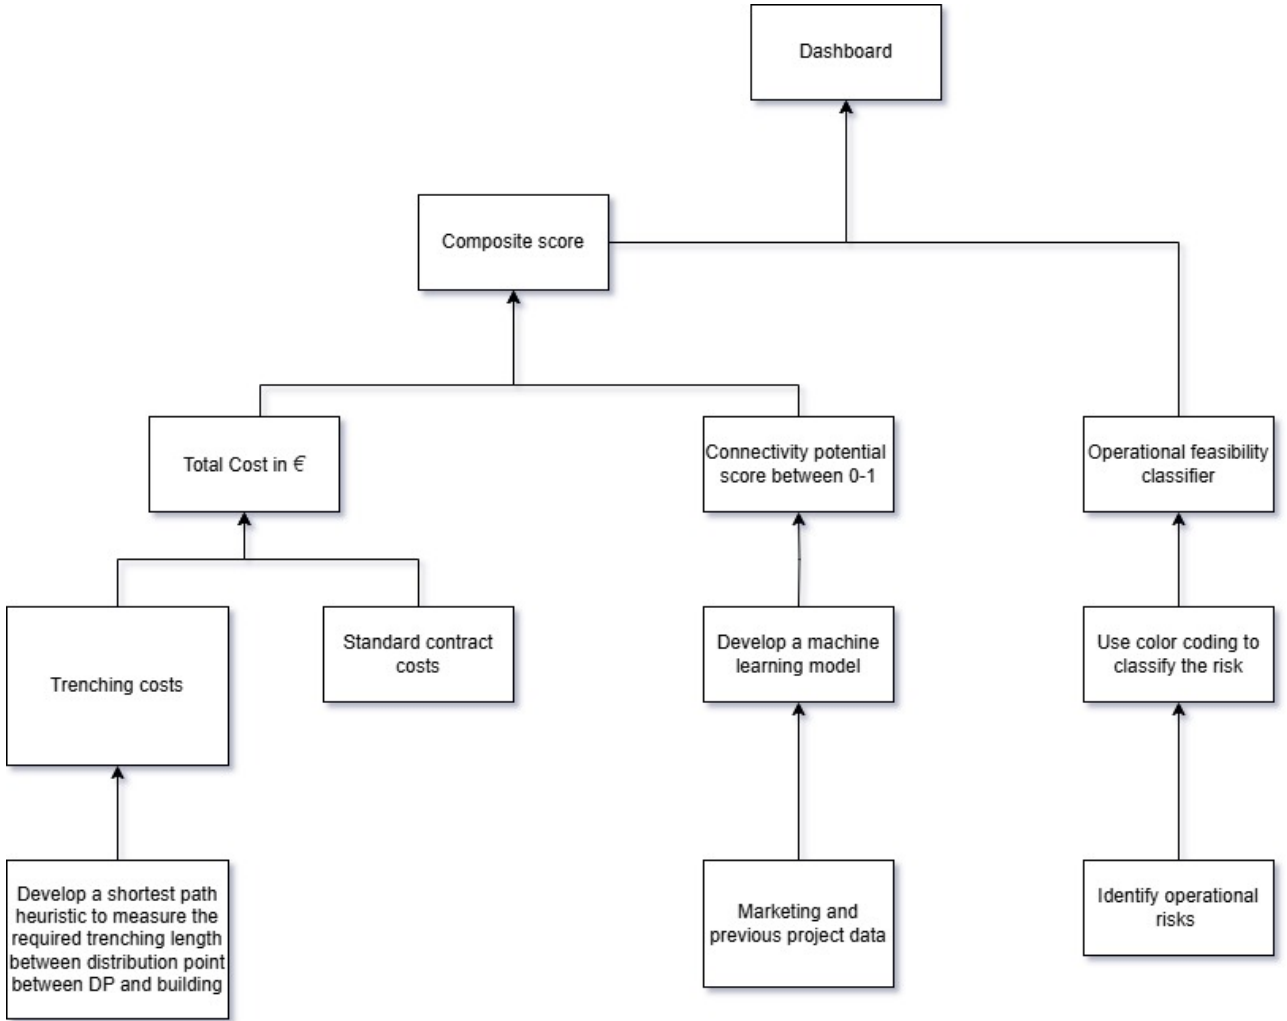 Dashboard
Composite score
Total Cost in €
Connectivity potential
score between 0-1
Operational feasibility
classifier
Trenching costs
Standard contract
costs
Develop a machine
learning model
Use color coding to
classify the risk
Develop a shortest path
heuristic to measure the
required trenching length
between distribution point
between DP and building
Marketing and
previous project data
Identify operational
risks